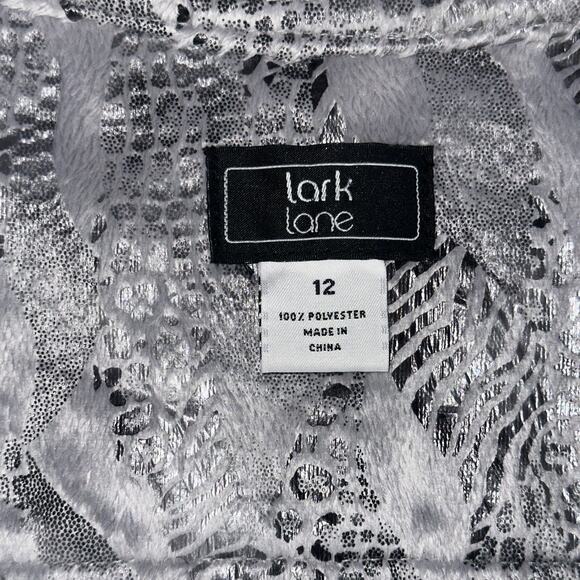 lark
lane
12
100% POLYESTER
MADE IN
CHINA